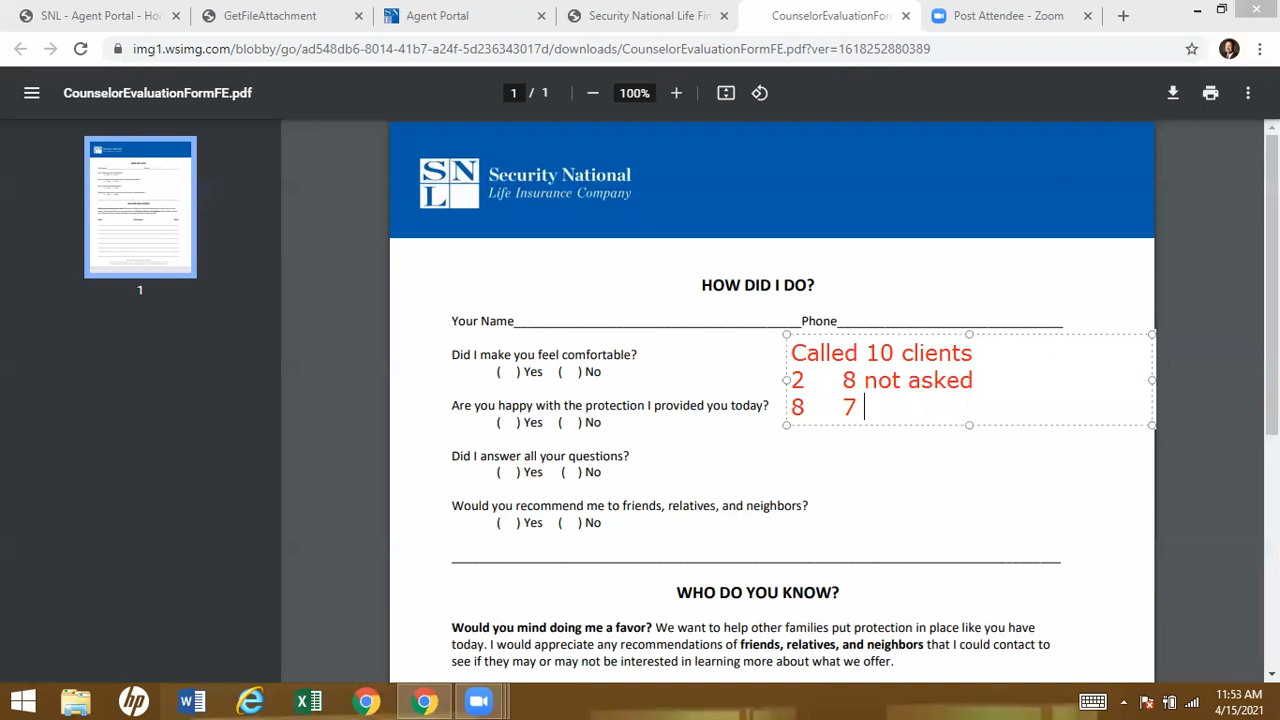 SNL - Agent Portal - Hor
GetFileAttachment
Agent Portal
Security National Life Fin
CounselorEvaluationFor
Post Attendee - Zoom
img1.wsimg.com/blobby/go/ad548db6-8014-41b7-a24f-5d236343017d/downloads/CounselorEvaluationFormFE.pdf?ver=1618252880389
CounselorEvaluationFormFE.pdf
1 / 1
100%
1
SNL
Security National
Life Insurance Company
HOW DID I DO?
Your Name Phone
Did I make you feel comfortable?
( ) Yes ( ) No
Are you happy with the protection I provided you today?
( ) Yes ( ) No
Did I answer all your questions?
( ) Yes ( ) No
Would you recommend me to friends, relatives, and neighbors?
( ) Yes ( ) No
Called 10 clients
2 8 not asked
8 7
WHO DO YOU KNOW?
Would you mind doing me a favor? We want to help other families put protection in place like you have
today. I would appreciate any recommendations of friends, relatives, and neighbors that I could contact to
see if they may or may not be interested in learning more about what we offer.
11:53 AM
4/15/2021